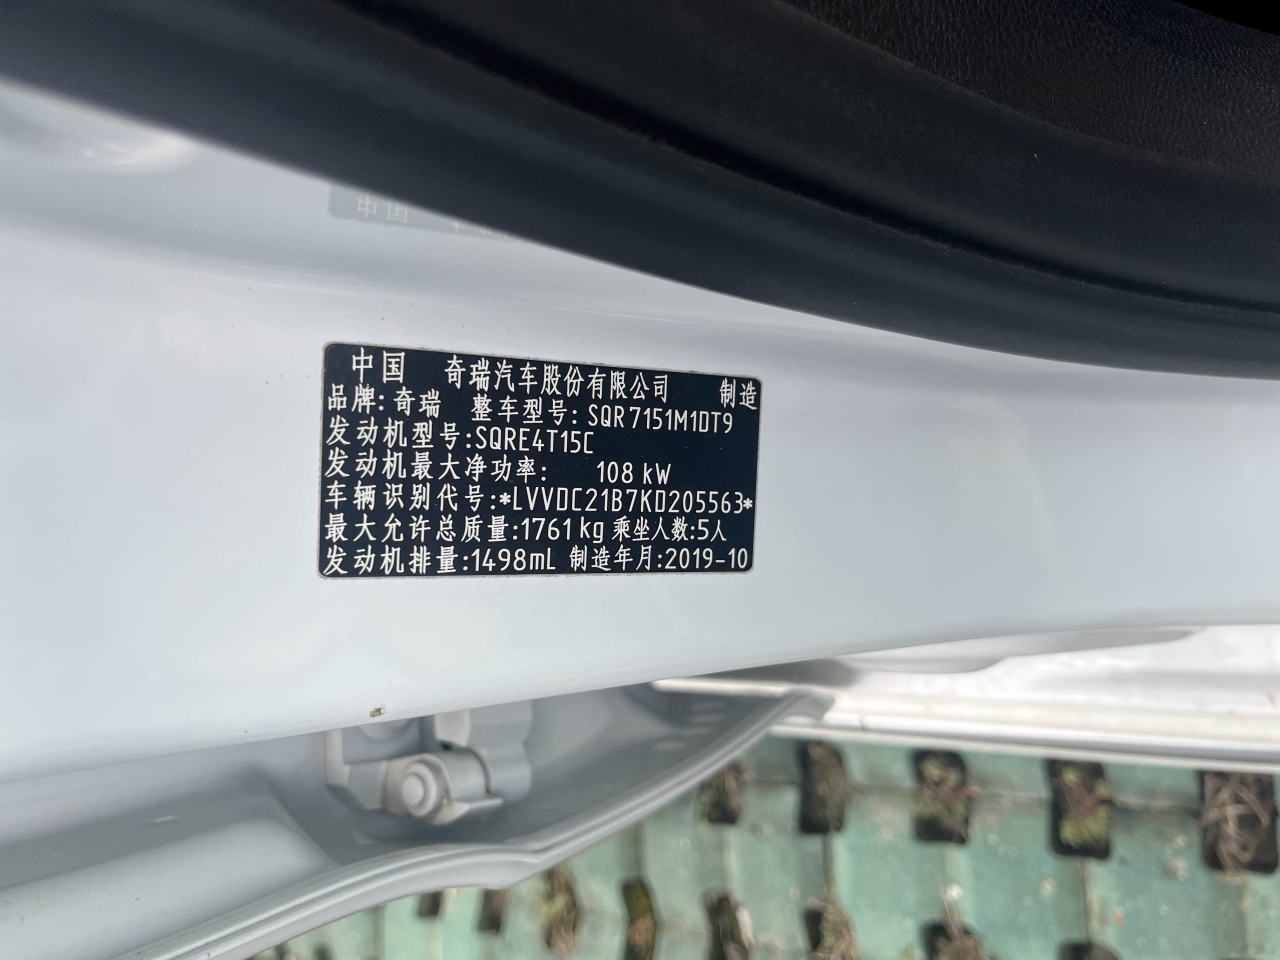 中国 奇瑞汽车股份有限公司 制造
品牌:奇瑞 整车型号:SQR7151M1DT9
发动机型号:SQRE4T15C
发动机最大净功率: 108 kW
车辆识别代号:*LVVDC21B7KD205563*
最大允许总质量:1761kg 乘坐人数:5人
发动机排量:1498mL 制造年月:2019-10